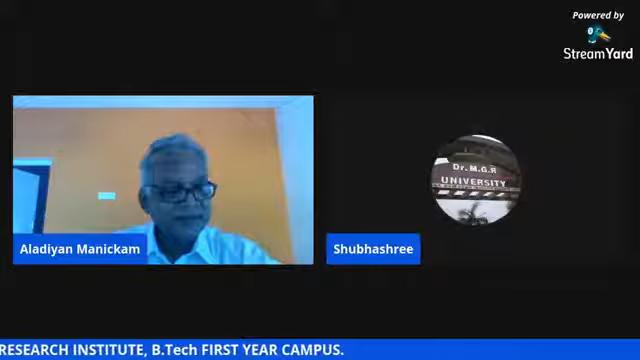 Powered by
StreamYard
Dr. M.G.R
UNIVERSITY
Aladiyan Manickam
Shubhashree
RESEARCH INSTITUTE, B.Tech FIRST YEAR CAMPUS.